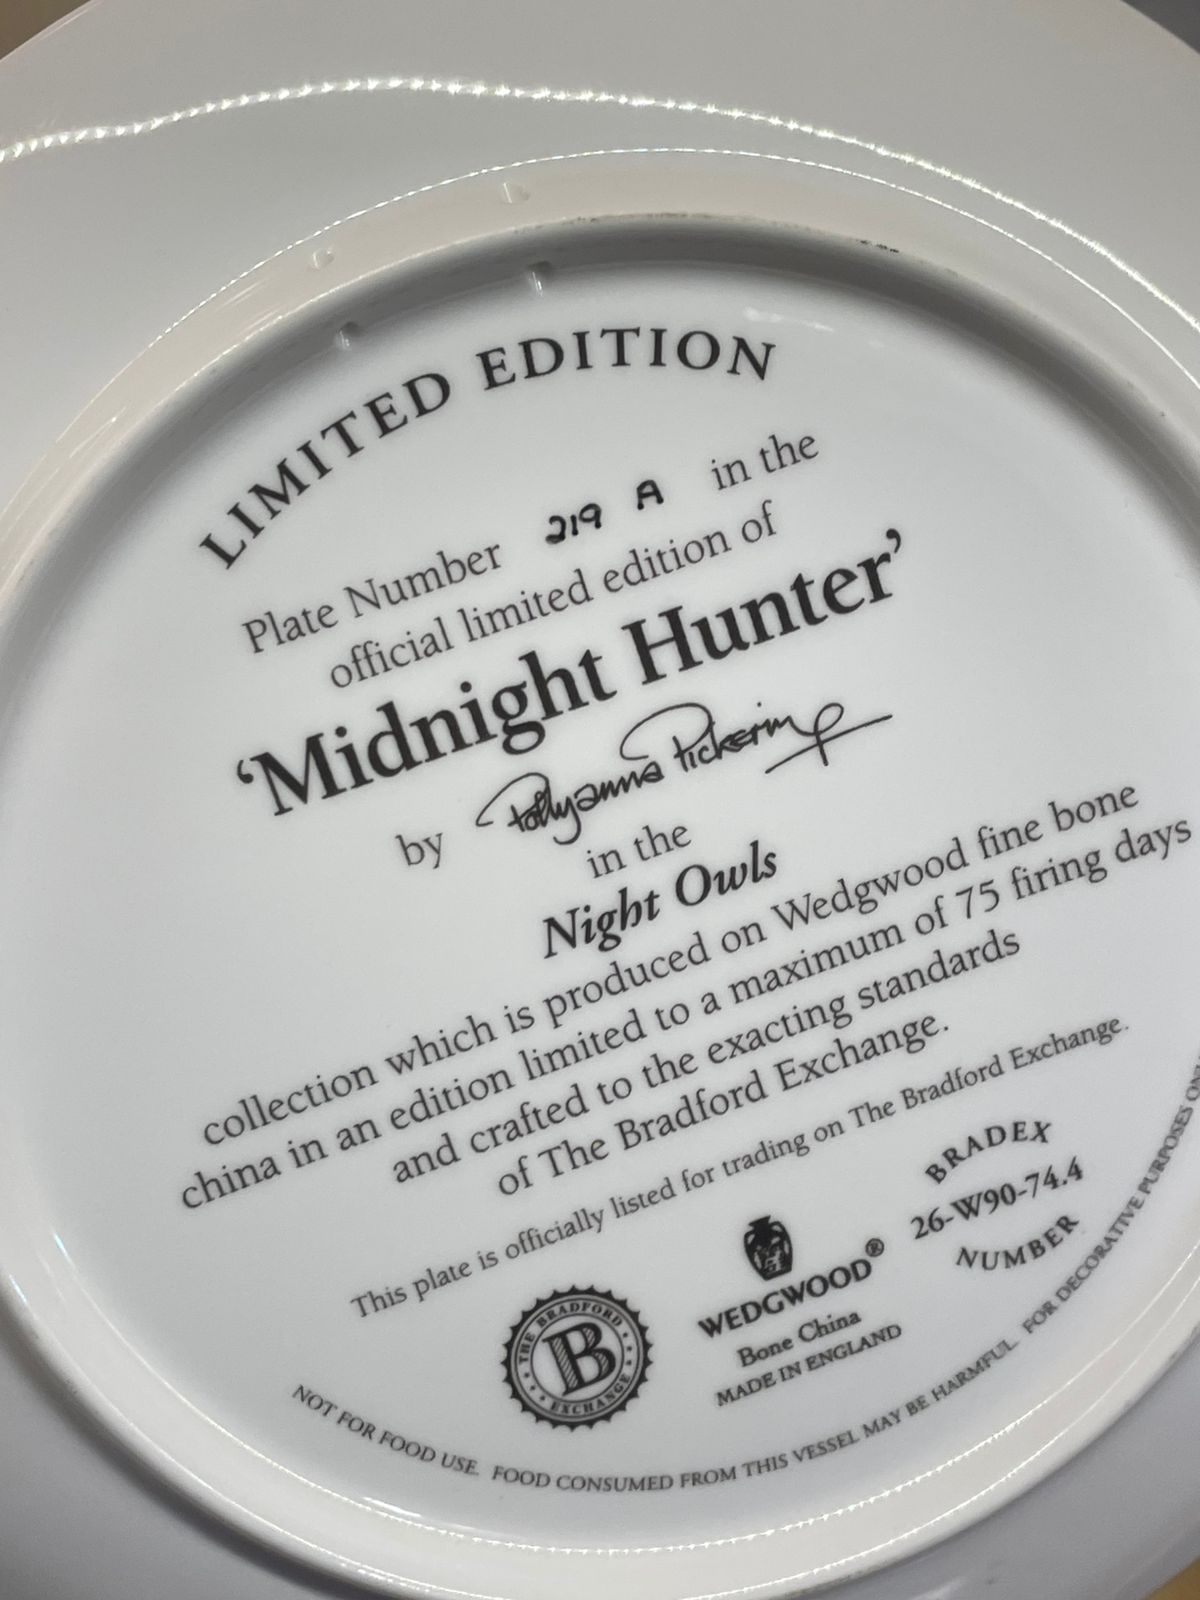 LIMITED EDITION
Plate Number 219 A in the
official limited edition of
‘Midnight Hunter’
by Pollyanna Pickering
in the
Night Owls
collection which is produced on Wedgwood fine bone
china in an edition limited to a maximum of 75 firing days
and crafted to the exacting standards
of The Bradford Exchange.
This plate is officially listed for trading on The Bradford Exchange.
THE BRADFORD
B
EXCHANGE
WEDGWOOD®
Bone China
MADE IN ENGLAND
BRADEX
26-W90-74.4
NUMBER
NOT FOR FOOD USE. FOOD CONSUMED FROM THIS VESSEL MAY BE HARMFUL. FOR DECORATIVE PURPOSES